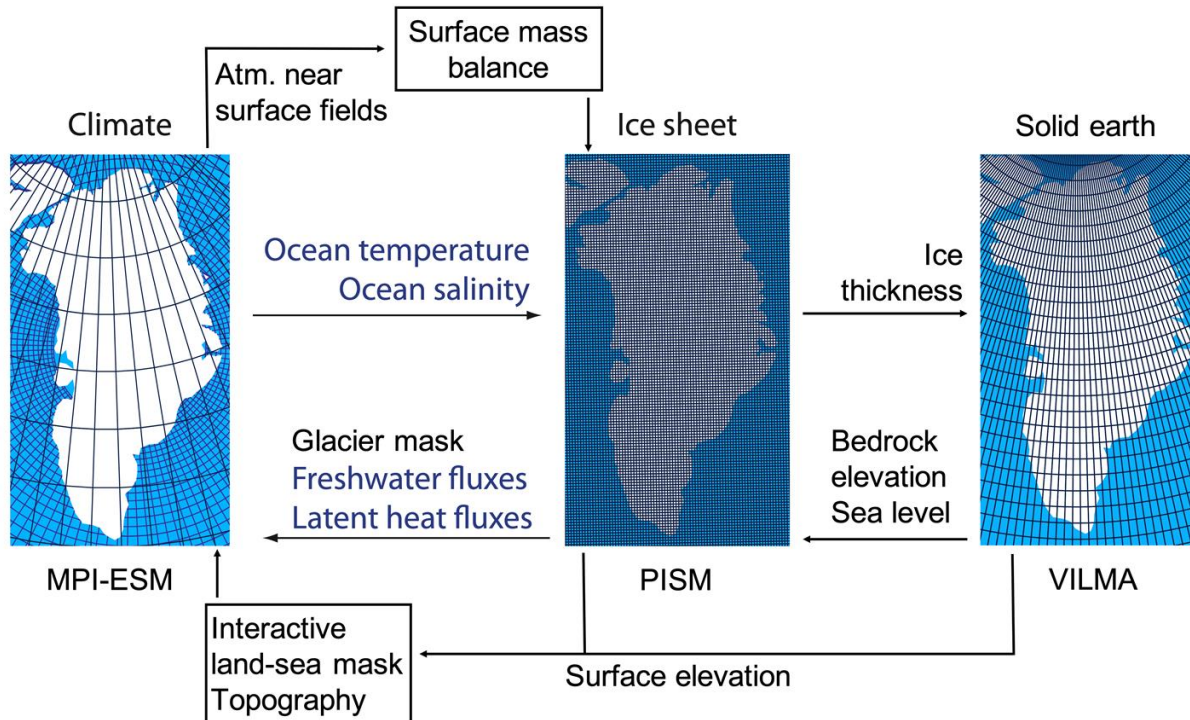 Surface mass
balance
Atm. near
surface fields
Climate
Ice sheet
Solid earth
Ocean temperature
Ocean salinity
Ice
thickness
Glacier mask
Freshwater fluxes
Latent heat fluxes
Bedrock
elevation
Sea level
MPI-ESM
PISM
VILMA
Interactive
land-sea mask
Topography
Surface elevation